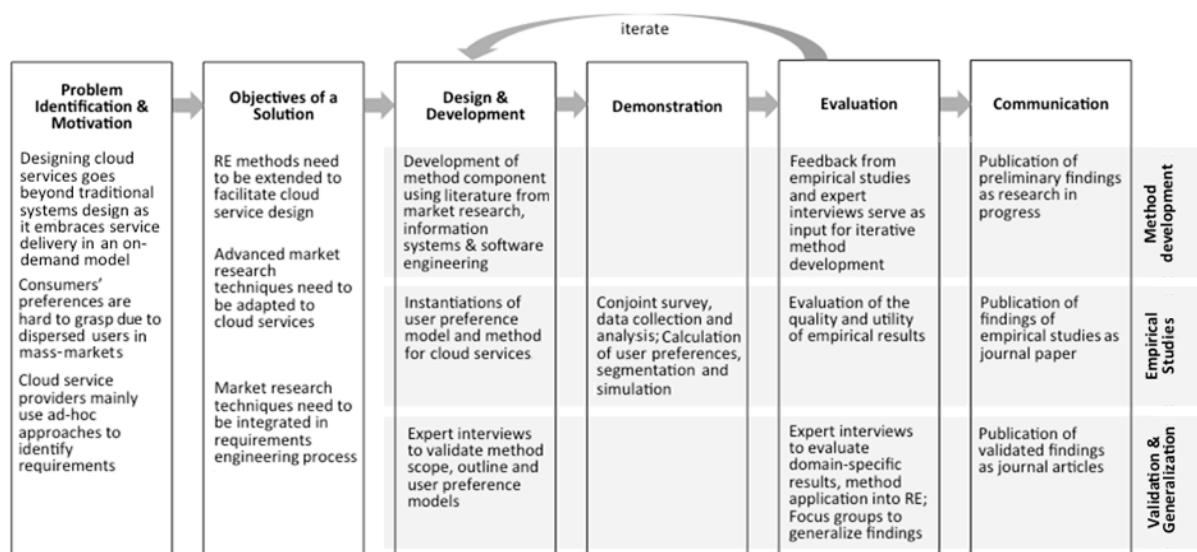 iterate
Problem
Identification &
Motivation
Objectives of a
Solution
Design &
Development
Demonstration
Evaluation
Communication
Designing cloud
services goes
beyond traditional
systems design as
it embraces service
delivery in an on-
demand model
Consumers'
preferences are
hard to grasp due to
dispersed users in
mass-markets
Cloud service
providers mainly
use ad-hoc
approaches to
identify
requirements
RE methods need
to be extended to
facilitate cloud
service design
Advanced market
research
techniques need to
be adapted to
cloud services
Market research
techniques need to
be integrated in
requirements
engineering process
Development of
method component
using literature from
market research,
information
systems & software
engineering
Feedback from
empirical studies
and expert
interviews serve as
input for iterative
method
development
Publication of
preliminary findings
as research in
progress
Method
development
Instantiations of
user preference
model and method
for cloud services
Conjoint survey,
data collection and
analysis; Calculation
of user preferences,
segmentation and
simulation
Evaluation of the
quality and utility
of empirical results
Publication of
findings of
empirical studies as
journal paper
Empirical
Studies
Expert interviews
to validate method
scope, outline and
user preference
models
Expert interviews
to evaluate
domain-specific
results, method
application into RE;
Focus groups to
generalize findings
Publication of
validated findings
as journal articles
Validation &
Generalization